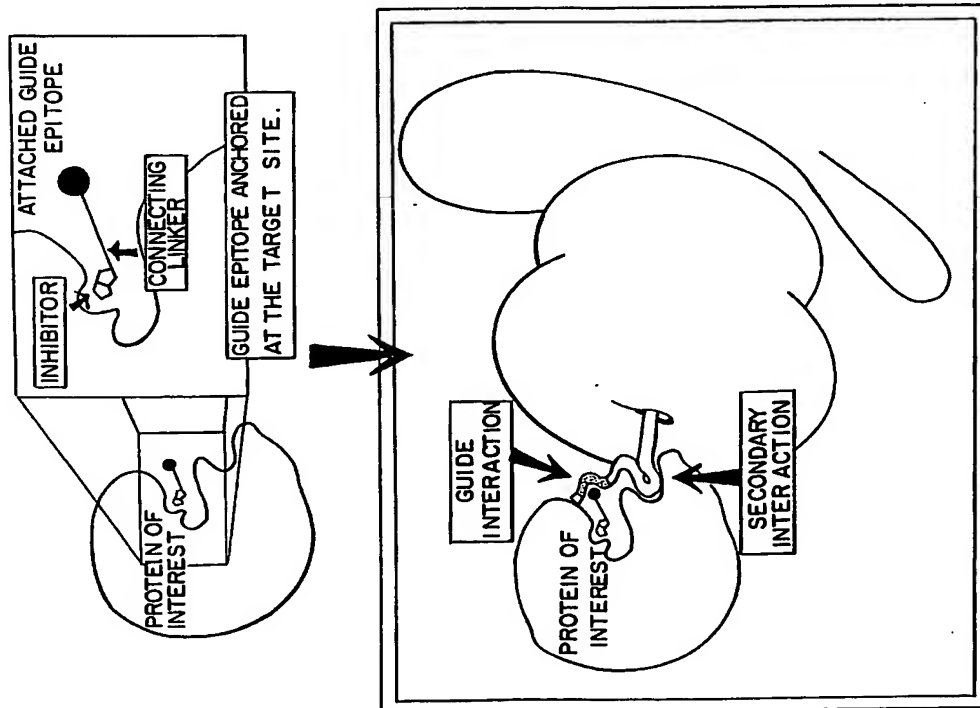 ATTACHED GUIDE
EPITOPE
INHIBITOR
CONNECTING
LINKER
GUIDE EPITOPE ANCHORED
AT THE TARGET SITE.
PROTEIN OF
INTEREST
GUIDE
INTERACTION
PROTEIN OF
INTEREST
SECONDARY
INTERACTION